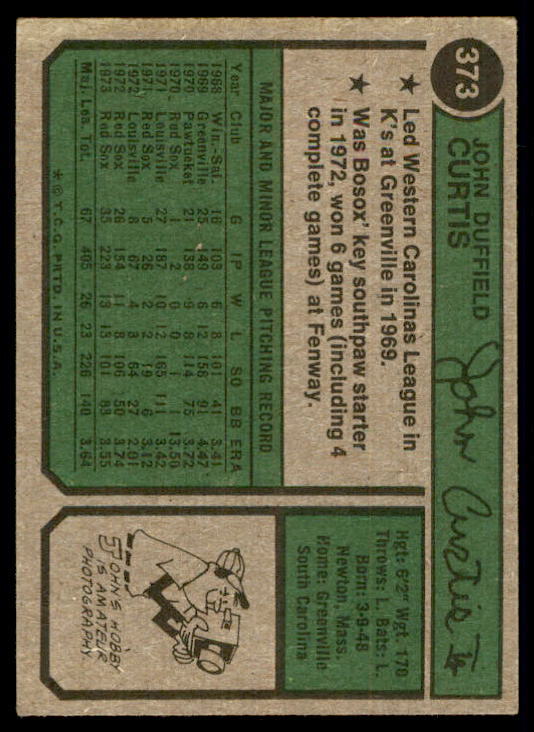 373
JOHN DUFFIELD
CURTIS
John Curtis
★ Led Western Carolinas League in
K's at Greenville in 1969.
★ Was Bosox' key southpaw starter
in 1972, won 6 games (including 4
complete games) at Fenway.
Hgt: 6'2" Wgt: 170
Throws: L. Bats: L.
Born: 3-9-48
Newton, Mass.
Home: Greenville
South Carolina
MAJOR AND MINOR LEAGUE PITCHING RECORD
Year Club G IP W L SO BB ERA
1968 Win.-Sal. 16 103 6 8 101 41 3.41
1969 Greenville 25 149 6 12 158 91 4.47
1970 Pawtucket 21 138 9 8 114 75 3.72
1970 Red Sox 1 2 0 0 1 1 13.50
1971 Louisville 27 187 10 12 165 111 3.42
1971 Red Sox 5 26 2 2 19 6 3.12
1972 Louisville 8 67 4 3 64 27 2.01
1972 Red Sox 26 154 11 8 106 50 3.74
1973 Red Sox 35 223 13 13 101 83 3.55
Maj. Lea. Tot. 67 405 26 23 226 140 3.64
*© T.C.G. PRTD. IN U.S.A.
JOHN'S HOBBY
IS AMATEUR
PHOTOGRAPHY.